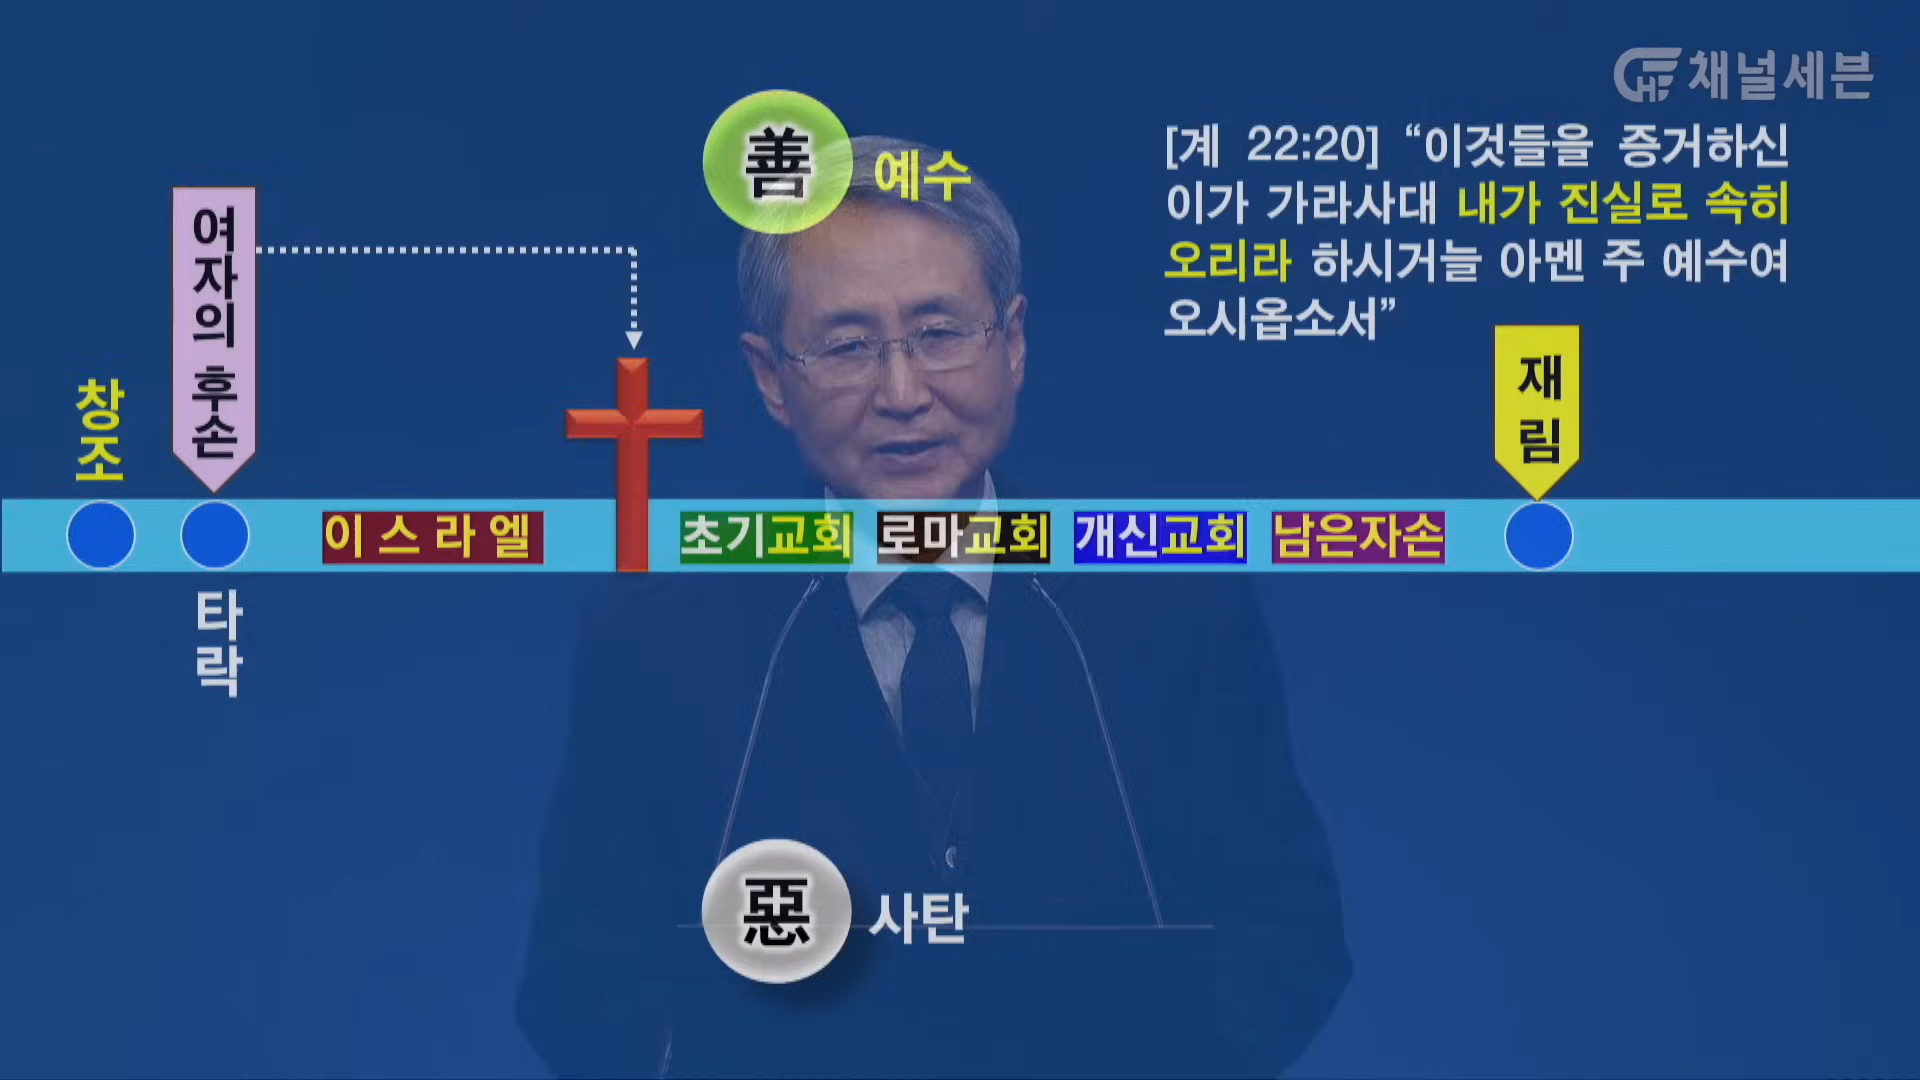 채널세븐
善 예수
[계 22:20] “이것들을 증거하신
이가 가라사대 내가 진실로 속히
오리라 하시거늘 아멘 주 예수여
오시옵소서”
여자의 후손
창조
재림
이스라엘
초기교회
로마교회
개신교회
남은자손
타락
惡 사탄